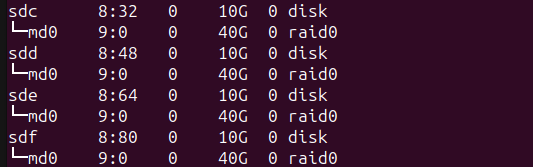 sdc      8:32   0    10G  0 disk
└─md0    9:0    0    40G  0 raid0
sdd      8:48   0    10G  0 disk
└─md0    9:0    0    40G  0 raid0
sde      8:64   0    10G  0 disk
└─md0    9:0    0    40G  0 raid0
sdf      8:80   0    10G  0 disk
└─md0    9:0    0    40G  0 raid0